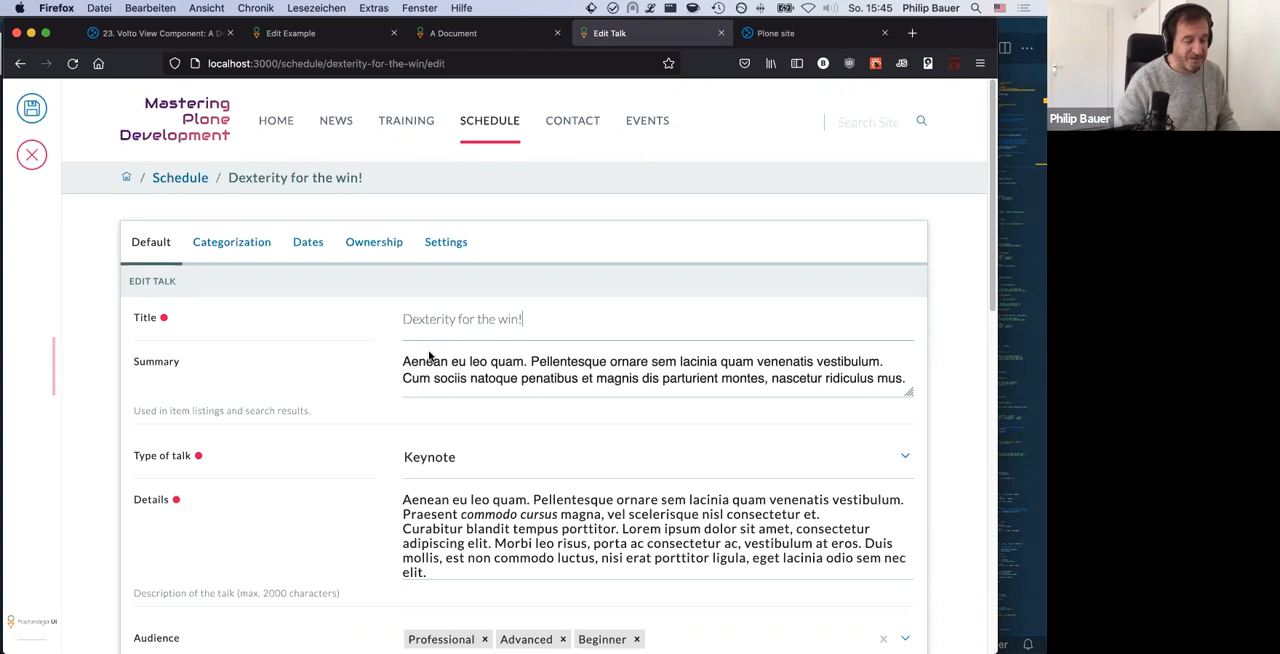 Firefox Datei Bearbeiten Ansicht Chronik Lesezeichen Extras Fenster Hilfe So. 15:45 Philip Bauer
23. Volto View Component: A D
Edit Example
A Document
Edit Talk
Plone site
localhost:3000/schedule/dexterity-for-the-win/edit
Mastering
Plone
Development
HOME NEWS TRAINING SCHEDULE CONTACT EVENTS
Search Site
Philip Bauer
/ Schedule / Dexterity for the win!
Default Categorization Dates Ownership Settings
EDIT TALK
Title
Dexterity for the win!
Summary
Aenean eu leo quam. Pellentesque ornare sem lacinia quam venenatis vestibulum.
Cum sociis natoque penatibus et magnis dis parturient montes, nascetur ridiculus mus.
Used in item listings and search results.
Type of talk
Keynote
Details
Aenean eu leo quam. Pellentesque ornare sem lacinia quam venenatis vestibulum.
Praesent commodo cursus magna, vel scelerisque nisl consectetur et.
Curabitur blandit tempus porttitor. Lorem ipsum dolor sit amet, consectetur
adipiscing elit. Morbi leo risus, porta ac consectetur ac, vestibulum at eros. Duis
mollis, est non commodo luctus, nisi erat porttitor ligula, eget lacinia odio sem nec
elit.
Description of the talk (max. 2000 characters)
Pastanaga UI
Audience
Professional × Advanced × Beginner ×